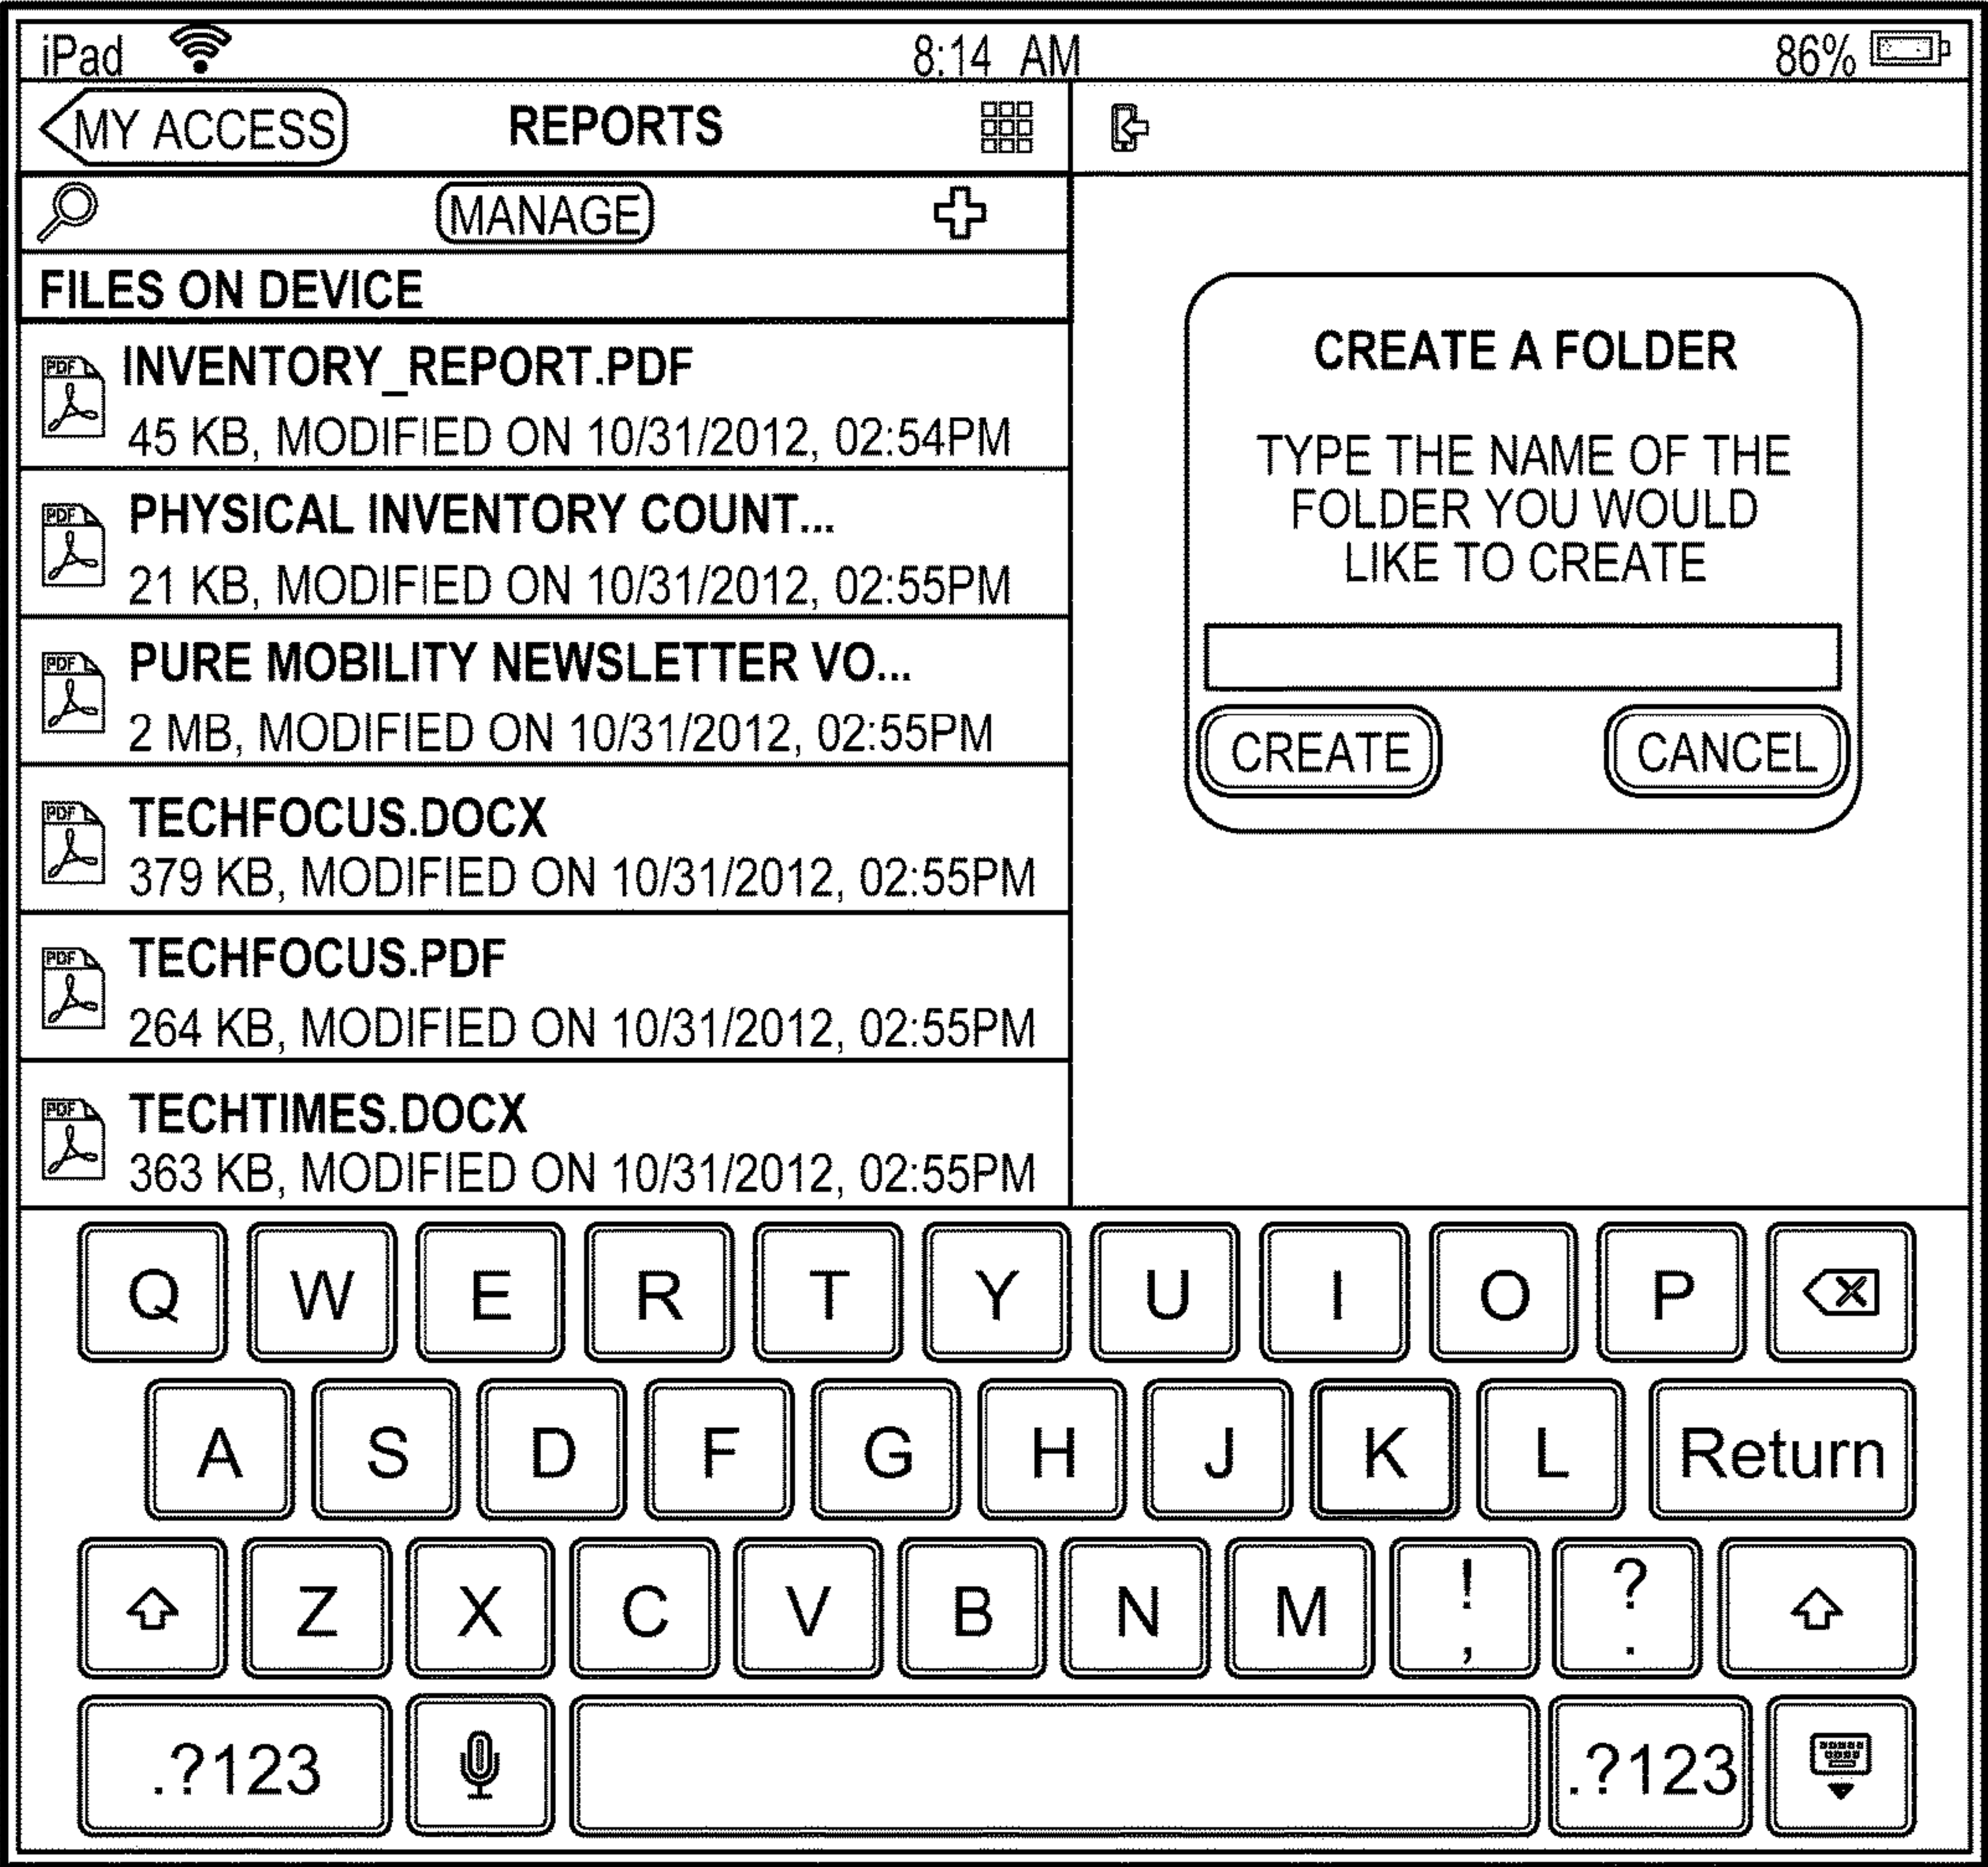 iPad 8:14 AM 86%
MY ACCESS REPORTS
MANAGE
FILES ON DEVICE
PDF INVENTORY_REPORT.PDF
45 KB, MODIFIED ON 10/31/2012, 02:54PM
PDF PHYSICAL INVENTORY COUNT...
21 KB, MODIFIED ON 10/31/2012, 02:55PM
PDF PURE MOBILITY NEWSLETTER VO...
2 MB, MODIFIED ON 10/31/2012, 02:55PM
PDF TECHFOCUS.DOCX
379 KB, MODIFIED ON 10/31/2012, 02:55PM
PDF TECHFOCUS.PDF
264 KB, MODIFIED ON 10/31/2012, 02:55PM
PDF TECHTIMES.DOCX
363 KB, MODIFIED ON 10/31/2012, 02:55PM
CREATE A FOLDER
TYPE THE NAME OF THE
FOLDER YOU WOULD
LIKE TO CREATE
CREATE CANCEL
Q W E R T Y U I O P
A S D F G H J K L Return
Z X C V B N M ! , ? .
.?123 .?123